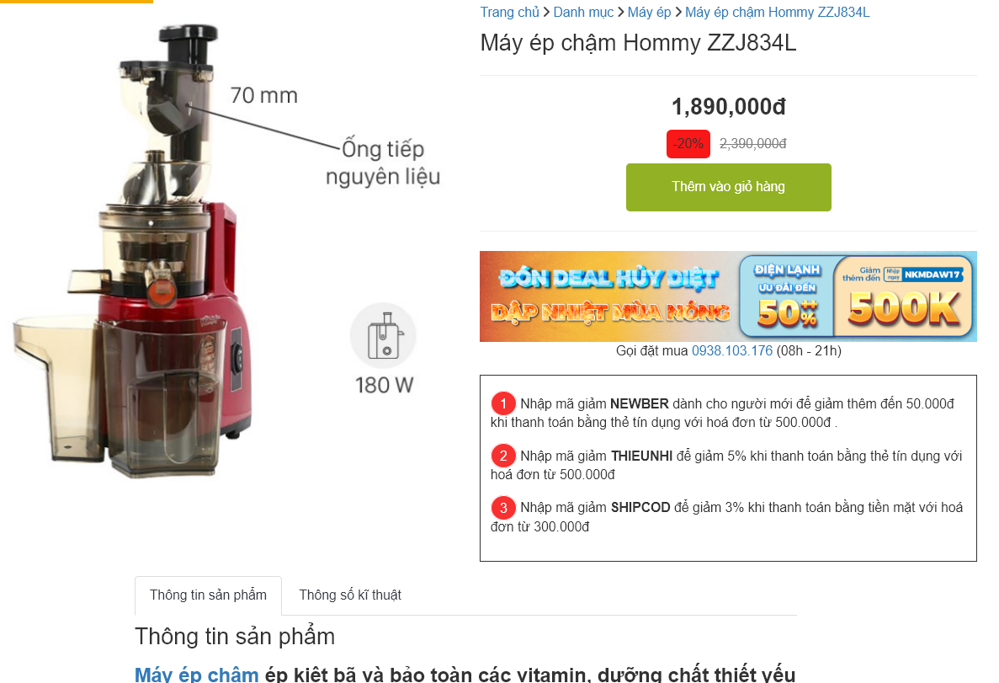 Trang chủ > Danh mục > Máy ép > Máy ép chậm Hommy ZZJ834L
Máy ép chậm Hommy ZZJ834L
70 mm
Ống tiếp
nguyên liệu
180 W
1,890,000đ
-20% 2,390,000đ
Thêm vào giỏ hàng
ĐÓN DEAL HỦY DIỆT
DẬP NHIỆT MÙA NÓNG
ĐIỆN LẠNH
ƯU ĐÃI ĐẾN
50++%
Giảm
thêm đến
Nhập
ngay
NKMDAW17
500K
Gọi đặt mua 0938.103.176 (08h - 21h)
1 Nhập mã giảm NEWBER dành cho người mới để giảm thêm đến 50.000đ
khi thanh toán bằng thẻ tín dụng với hoá đơn từ 500.000đ .
2 Nhập mã giảm THIEUNHI để giảm 5% khi thanh toán bằng thẻ tín dụng với
hoá đơn từ 500.000đ
3 Nhập mã giảm SHIPCOD để giảm 3% khi thanh toán bằng tiền mặt với hoá
đơn từ 300.000đ
Thông tin sản phẩm
Thông số kĩ thuật
Thông tin sản phẩm
Máy ép chậm ép kiệt bã và bảo toàn các vitamin, dưỡng chất thiết yếu